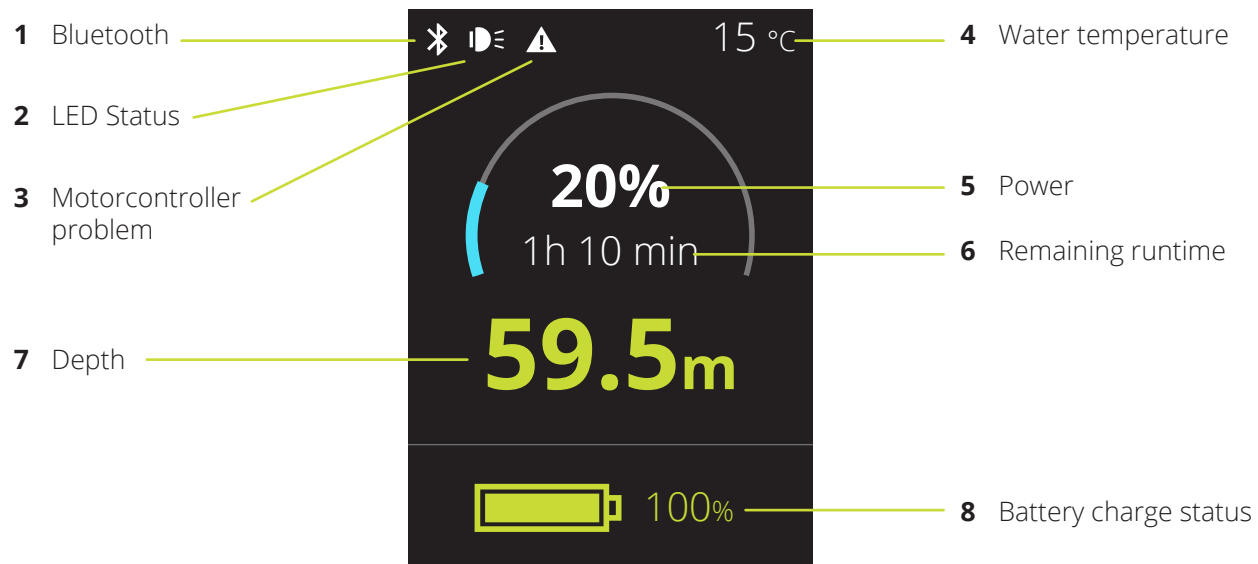 1 Bluetooth
2 LED Status
3 Motorcontroller
problem
7 Depth
15 °C
20%
1h 10 min
59.5m
100%
4 Water temperature
5 Power
6 Remaining runtime
8 Battery charge status